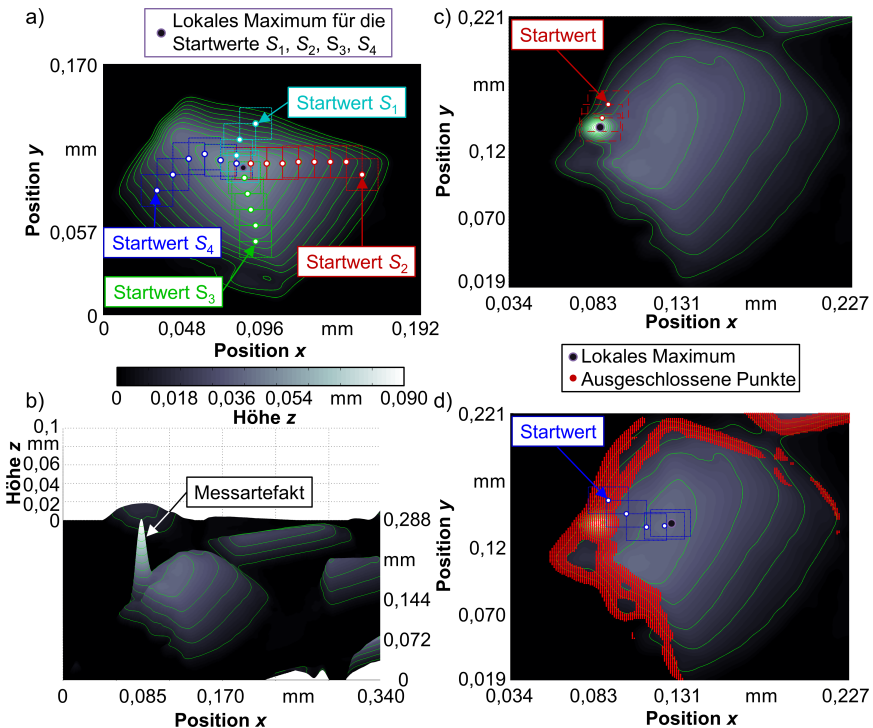 a)
Lokales Maximum für die
Startwerte S1, S2, S3, S4
0,170
mm
0,057
0
Position y
Startwert S1
Startwert S2
Startwert S3
Startwert S4
0 0,048 0,096 mm 0,192
Position x
0 0,018 0,036 0,054 mm 0,090
Höhe z
b)
0,1
mm
0,06
0,04
0,02
0
Höhe z
Messartefakt
0,288
mm
0,144
0,072
0
Position y
0 0,085 0,170 mm 0,340
Position x
c)
0,221
mm
0,12
0,070
0,019
Position y
Startwert
0,034 0,083 0,131 mm 0,227
Position x
Lokales Maximum
Ausgeschlossene Punkte
d)
0,221
mm
0,12
0,070
0,019
Position y
Startwert
0,034 0,083 0,131 mm 0,227
Position x